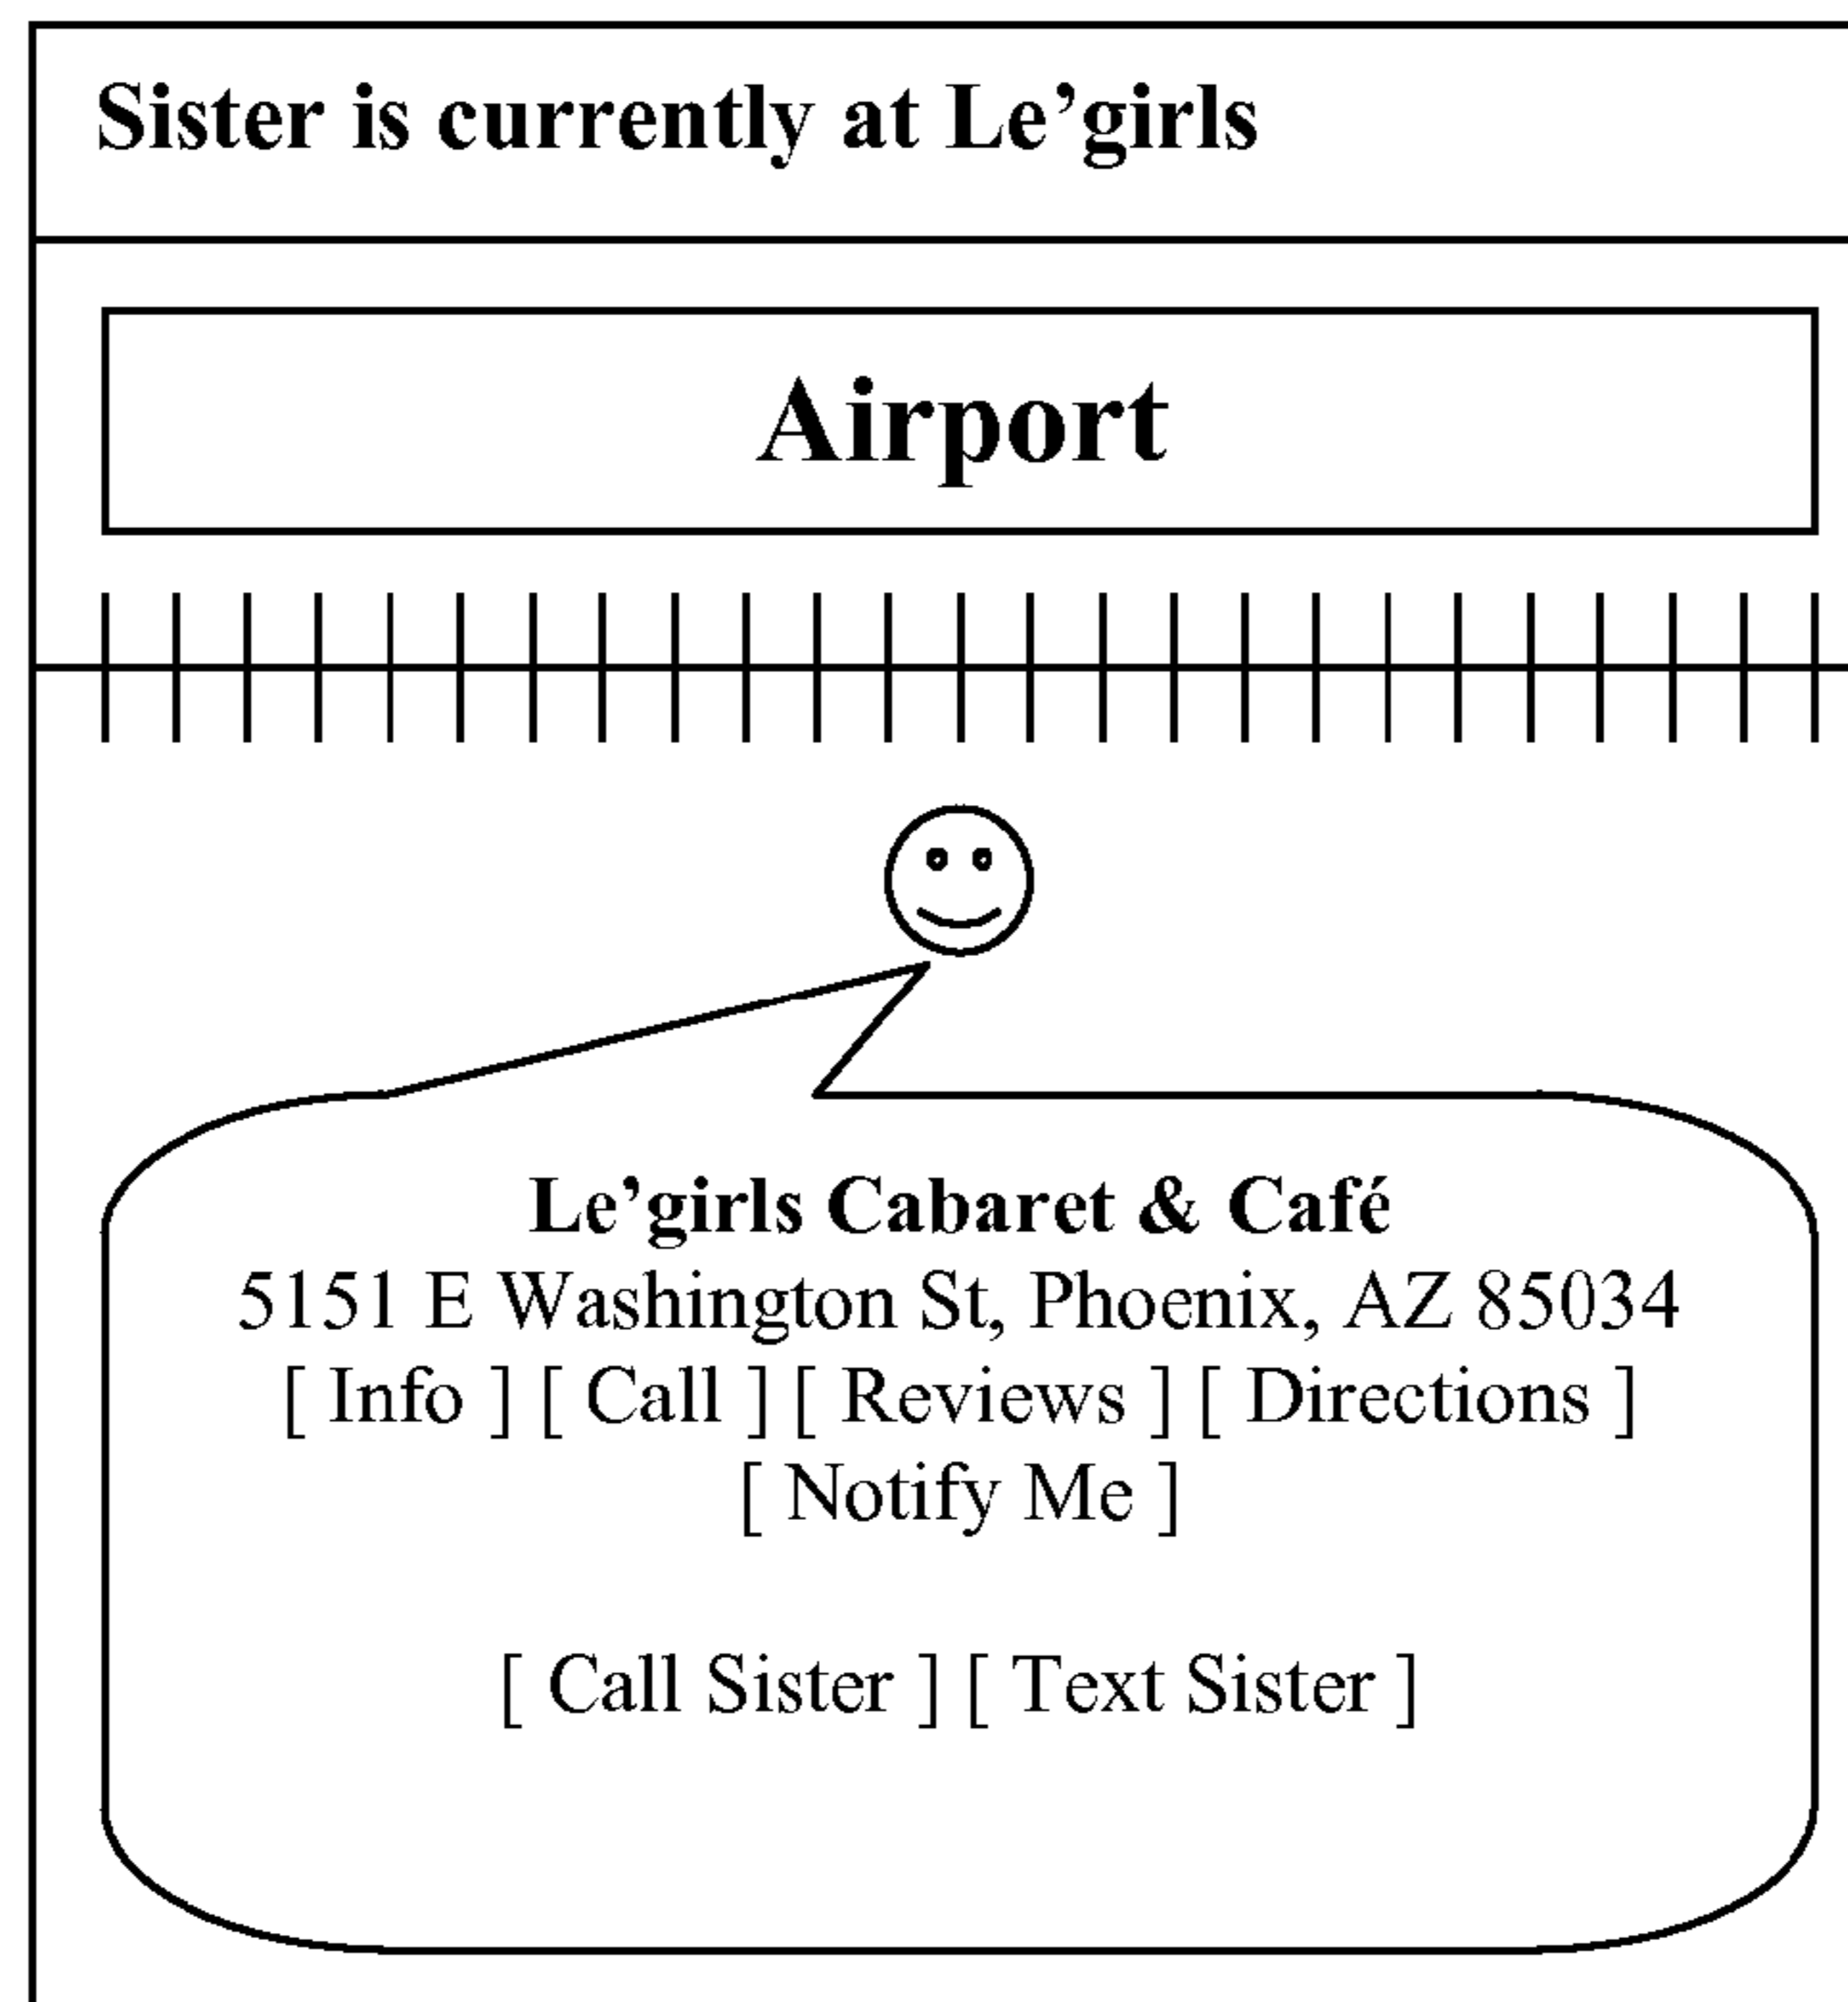 Sister is currently at Le’girls
Airport
Le’girls Cabaret & Café
5151 E Washington St, Phoenix, AZ 85034
[ Info ] [ Call ] [ Reviews ] [ Directions ]
[ Notify Me ]
[ Call Sister ] [ Text Sister ]